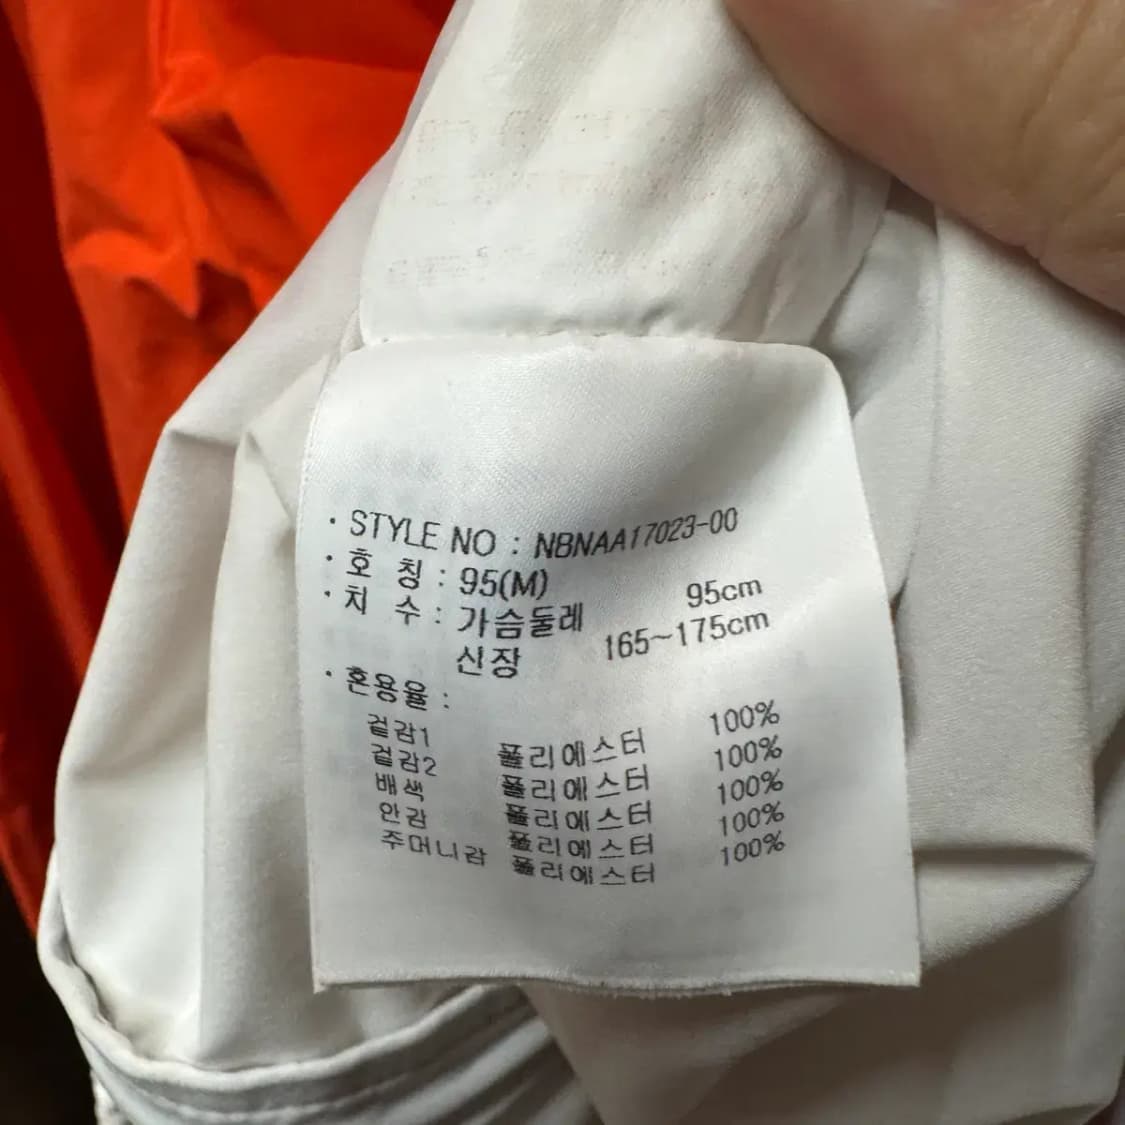 · STYLE NO : NBNAA17023-00
· 호 칭 : 95(M)
· 치 수 : 가슴둘레 95cm
신장 165~175cm
· 혼용율 :
겉감1 폴리에스터 100%
겉감2 폴리에스터 100%
배색 폴리에스터 100%
안감 폴리에스터 100%
주머니감 폴리에스터 100%